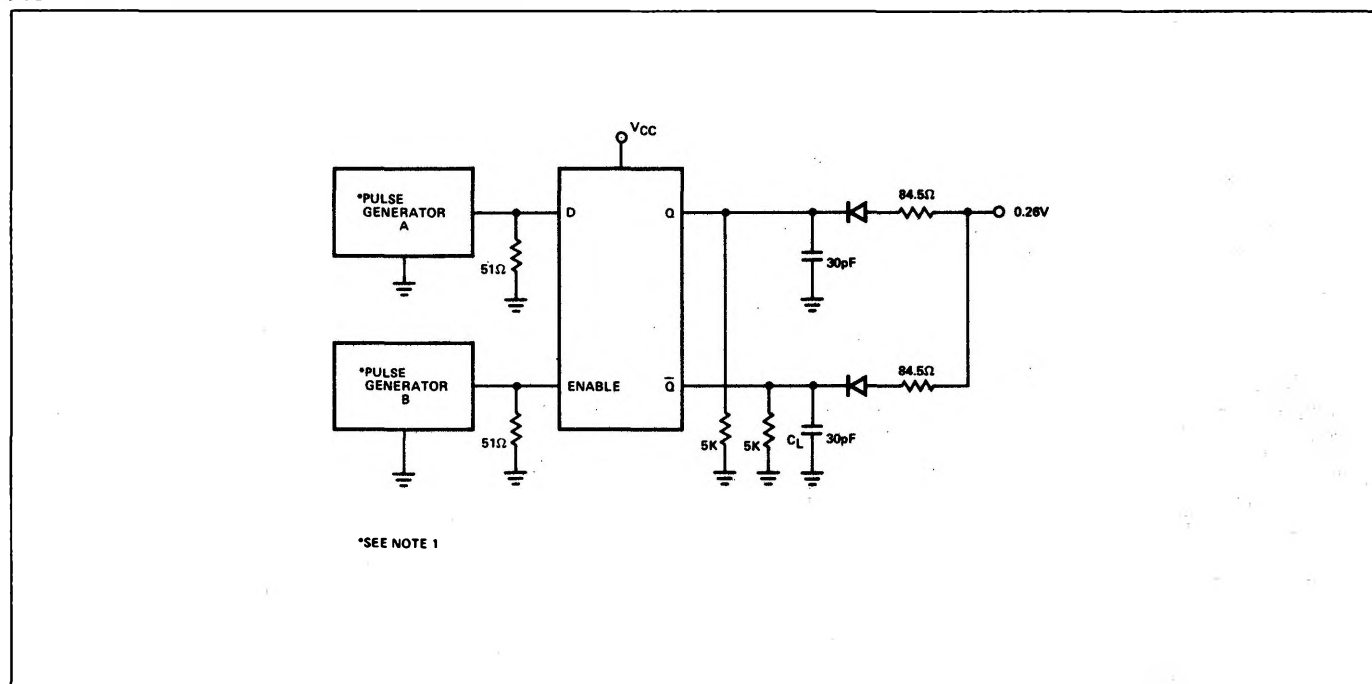 VCC
*PULSE
GENERATOR
A
D
Q
84.5Ω
0.26V
51Ω
30pF
*PULSE
GENERATOR
B
ENABLE
Q̅
84.5Ω
51Ω
5K
5K
CL
30pF
*SEE NOTE 1